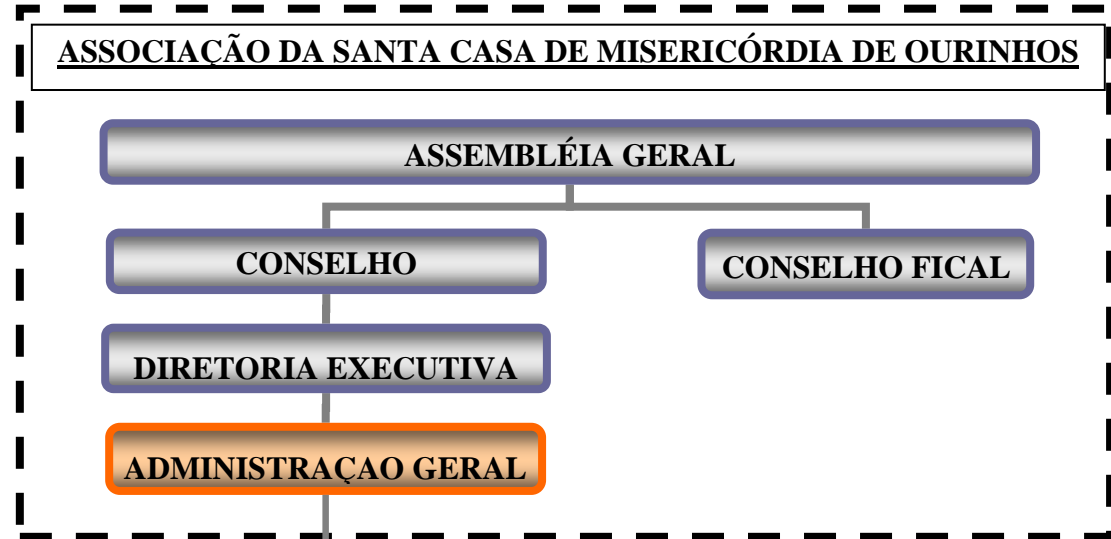 ASSOCIAÇÃO DA SANTA CASA DE MISERICÓRDIA DE OURINHOS
ASSEMBLÉIA GERAL
CONSELHO
CONSELHO FICAL
DIRETORIA EXECUTIVA
ADMINISTRAÇAO GERAL